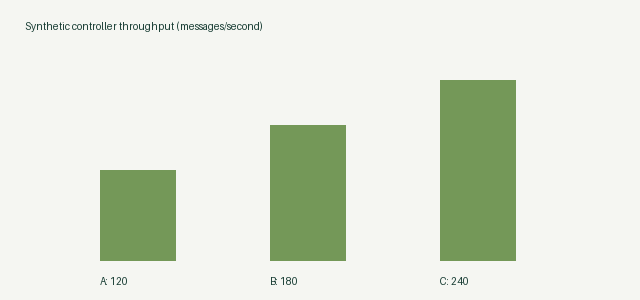 Synthetic controller throughput (messages/second)
A: 120
B: 180
C: 240